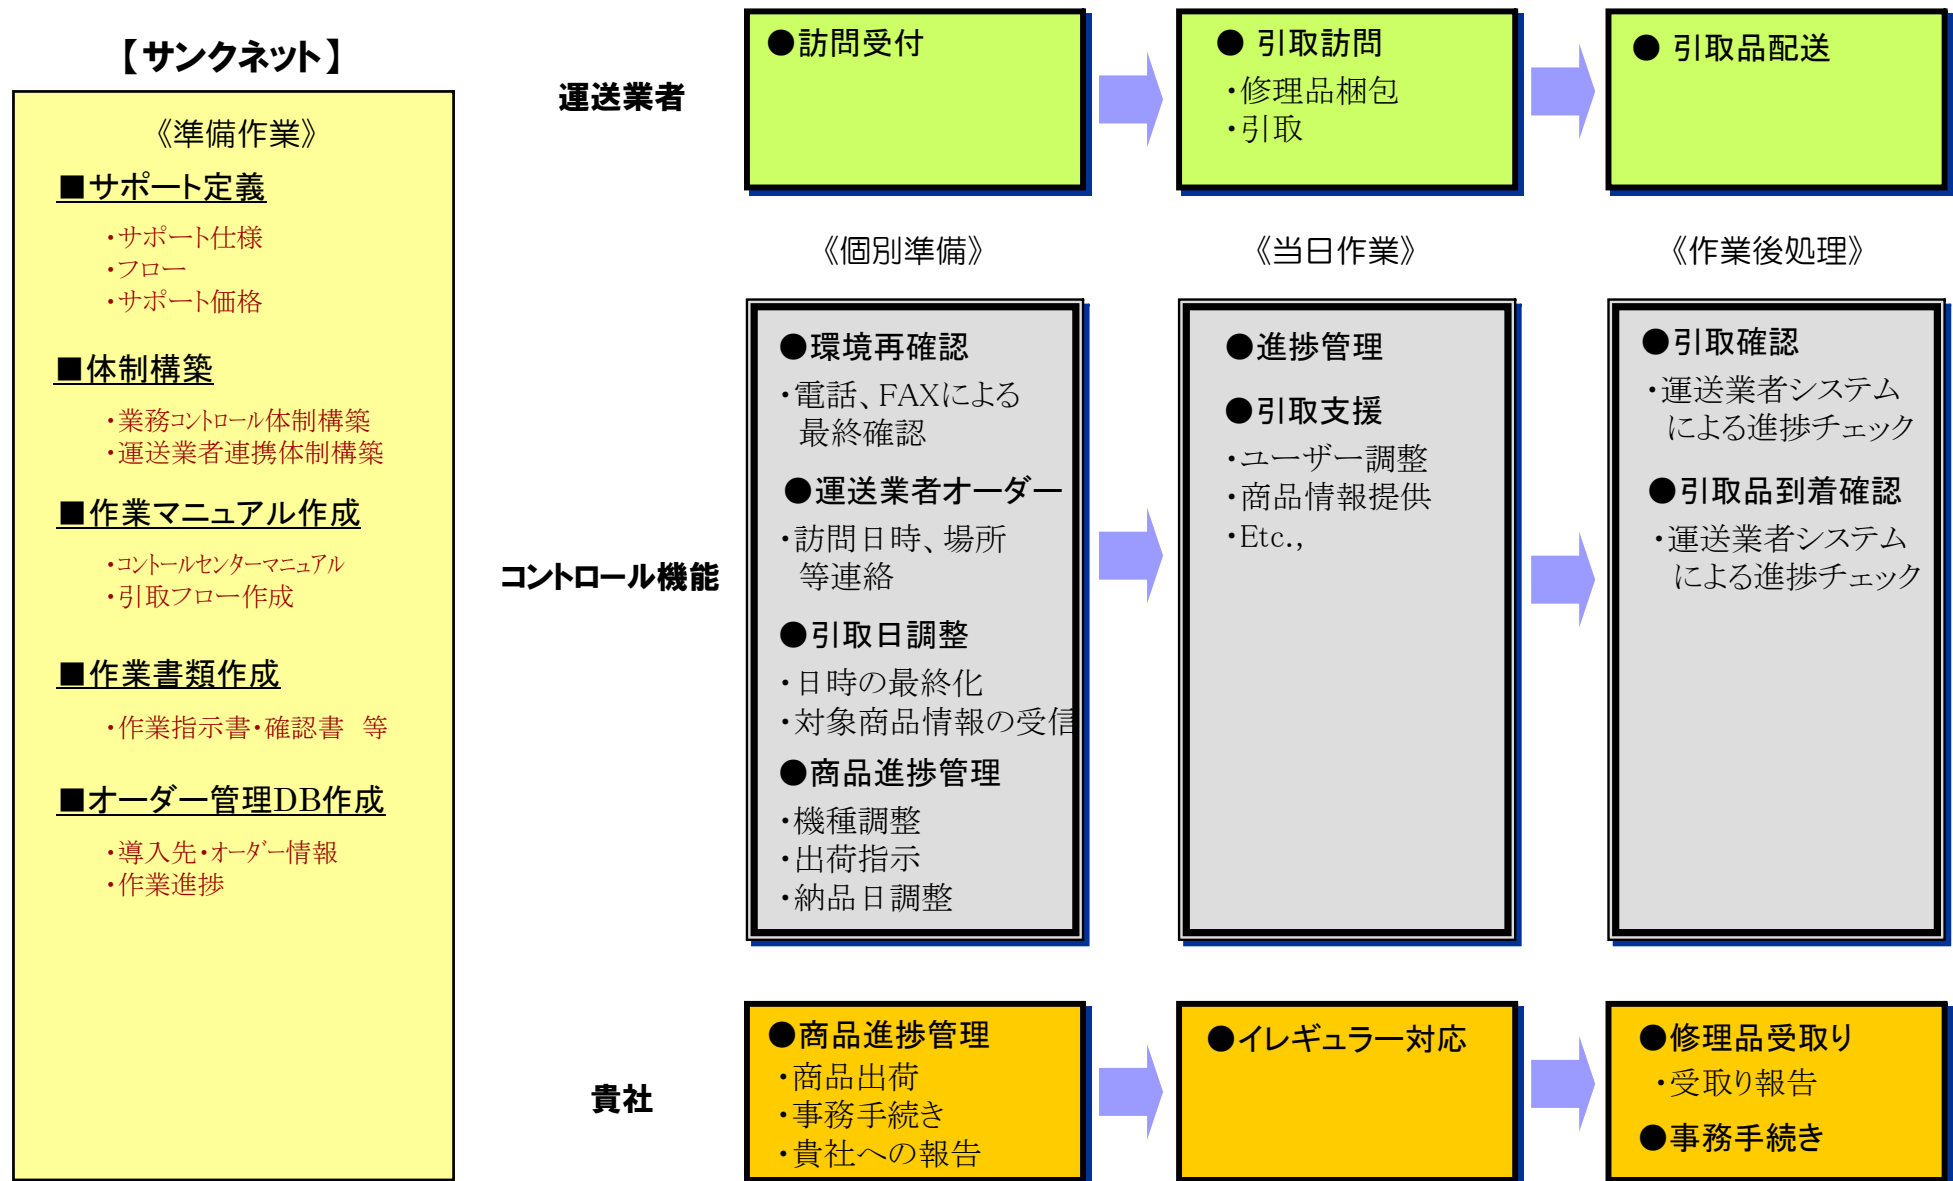 【サンクネット】
《準備作業》
■サポート定義
・サポート仕様
・フロー
・サポート価格
■体制構築
・業務コントロール体制構築
・運送業者連携体制構築
■作業マニュアル作成
・コントールセンターマニュアル
・引取フロー作成
■作業書類作成
・作業指示書・確認書　等
■オーダー管理DB作成
・導入先・オーダー情報
・作業進捗
運送業者
●訪問受付
● 引取訪問
・修理品梱包
・引取
● 引取品配送
《個別準備》
《当日作業》
《作業後処理》
コントロール機能
●環境再確認
・電話、FAXによる
最終確認
●運送業者オーダー
・訪問日時、場所
等連絡
●引取日調整
・日時の最終化
・対象商品情報の受信
●商品進捗管理
・機種調整
・出荷指示
・納品日調整
●進捗管理
●引取支援
・ユーザー調整
・商品情報提供
・Etc.,
●引取確認
・運送業者システム
による進捗チェック
●引取品到着確認
・運送業者システム
による進捗チェック
貴社
●商品進捗管理
・商品出荷
・事務手続き
・貴社への報告
●イレギュラー対応
●修理品受取り
・受取り報告
●事務手続き